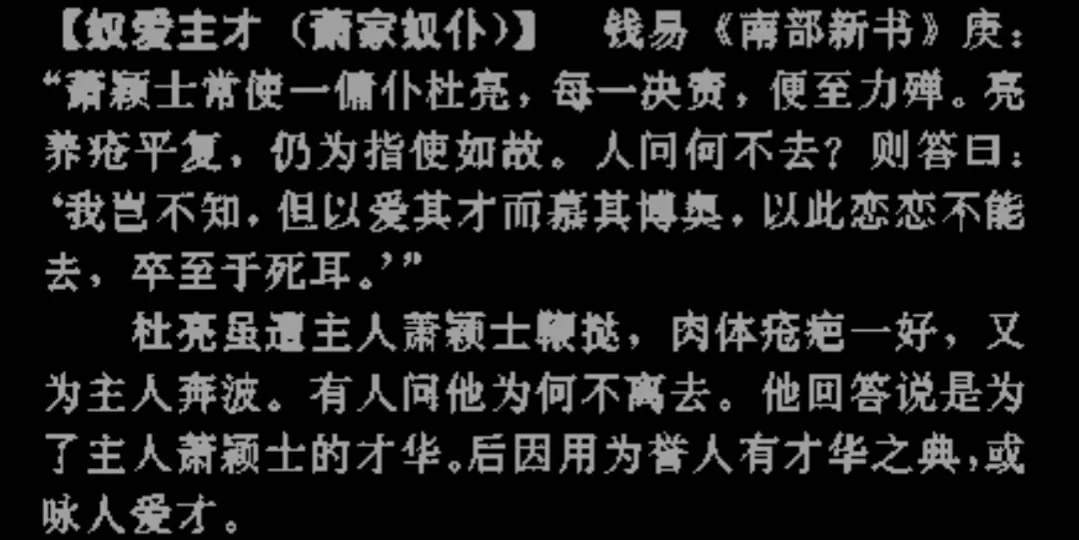 【奴爱主才（萧家奴仆）】 钱易《南部新书》庚：
“萧颖士常使一佣仆杜亮，每一决责，便至力殚。亮
养疮平复，仍为指使如故。人问何不去？则答曰：
‘我岂不知，但以爱其才而慕其博奥，以此恋恋不能
去，卒至于死耳。’”
杜亮虽遭主人萧颖士鞭挞，肉体疮疤一好，又
为主人奔波。有人问他为何不离去。他回答说是为
了主人萧颖士的才华。后因用为誉人有才华之典，或
咏人爱才。